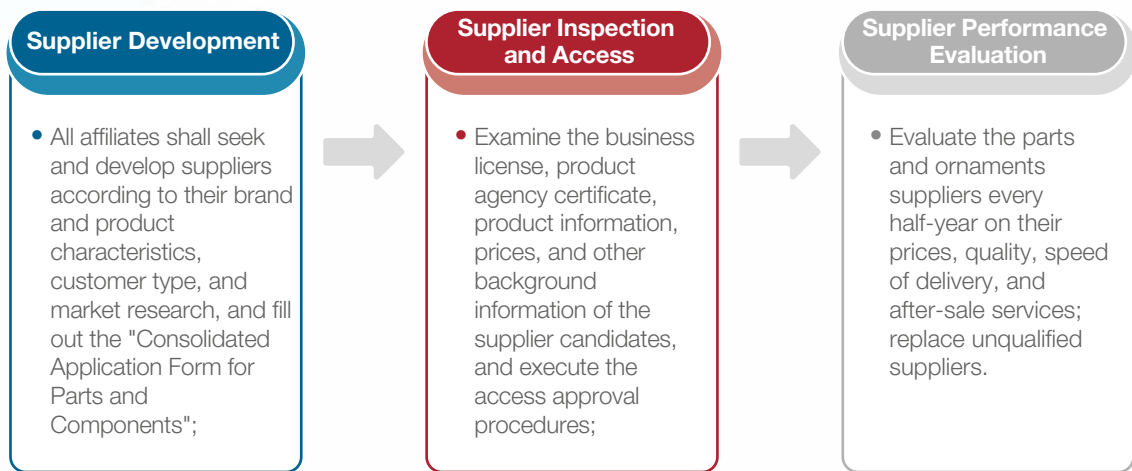 Supplier Development
• All affiliates shall seek
and develop suppliers
according to their brand
and product
characteristics,
customer type, and
market research, and fill
out the "Consolidated
Application Form for
Parts and
Components";
Supplier Inspection
and Access
• Examine the business
license, product
agency certificate,
product information,
prices, and other
background
information of the
supplier candidates,
and execute the
access approval
procedures;
Supplier Performance
Evaluation
• Evaluate the parts
and ornaments
suppliers every
half-year on their
prices, quality, speed
of delivery, and
after-sale services;
replace unqualified
suppliers.